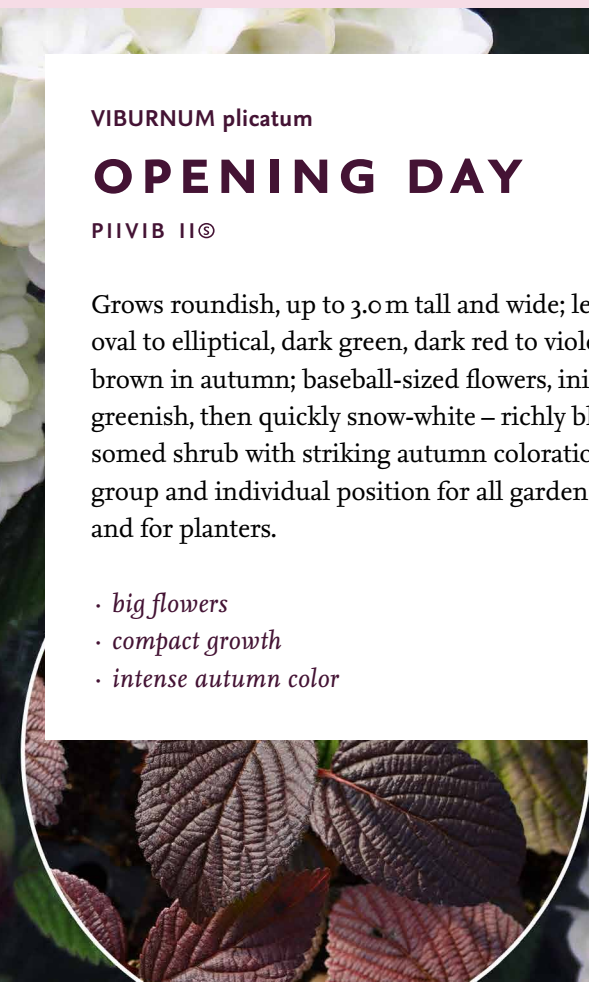 VIBURNUM plicatum
OPENING DAY
PIIVIB IIⓈ
Grows roundish, up to 3.0 m tall and wide; le
oval to elliptical, dark green, dark red to viole
brown in autumn; baseball-sized flowers, ini
greenish, then quickly snow-white – richly bl
somed shrub with striking autumn coloratio
group and individual position for all garden
and for planters.
· big flowers
· compact growth
· intense autumn color